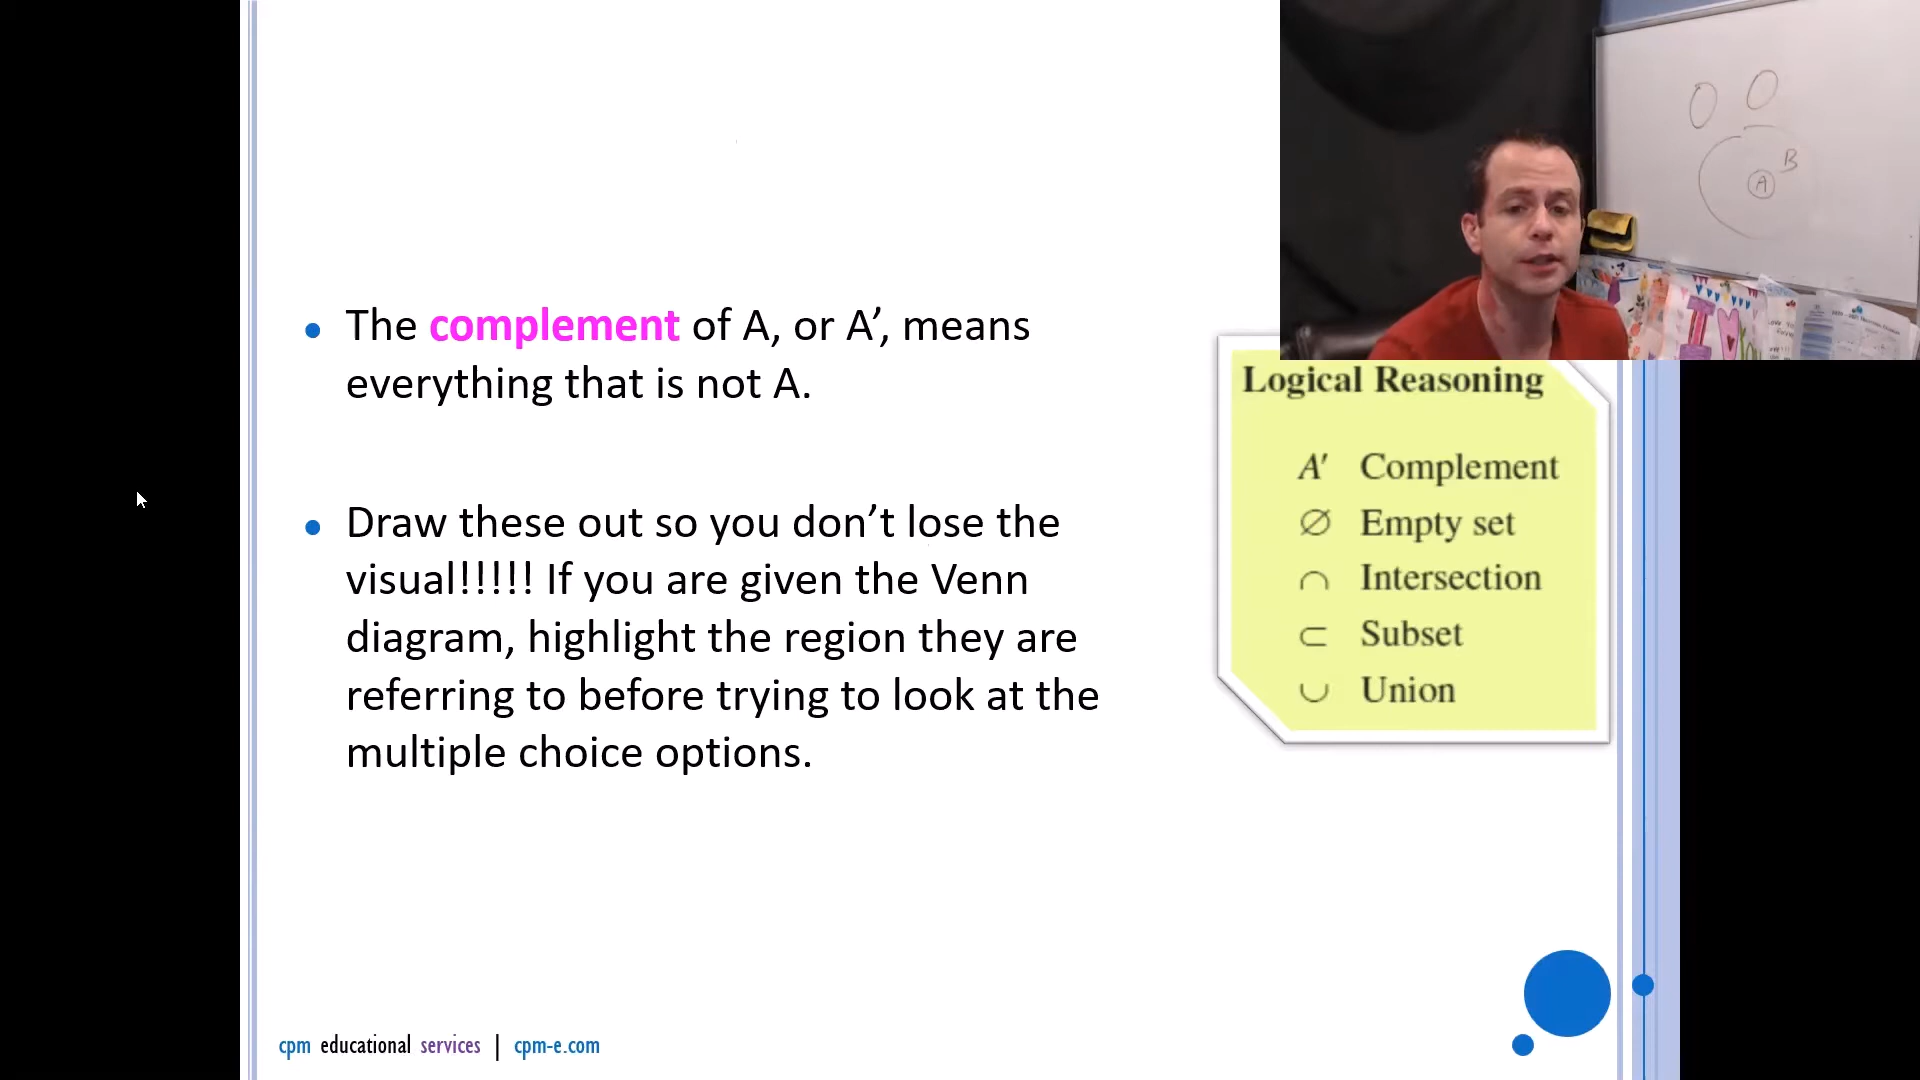 The complement of A, or A’, means
everything that is not A.
Draw these out so you don’t lose the
visual!!!!! If you are given the Venn
diagram, highlight the region they are
referring to before trying to look at the
multiple choice options.
B
A
Logical Reasoning
A′ Complement
∅ Empty set
∩ Intersection
⊂ Subset
∪ Union
cpm educational services | cpm-e.com